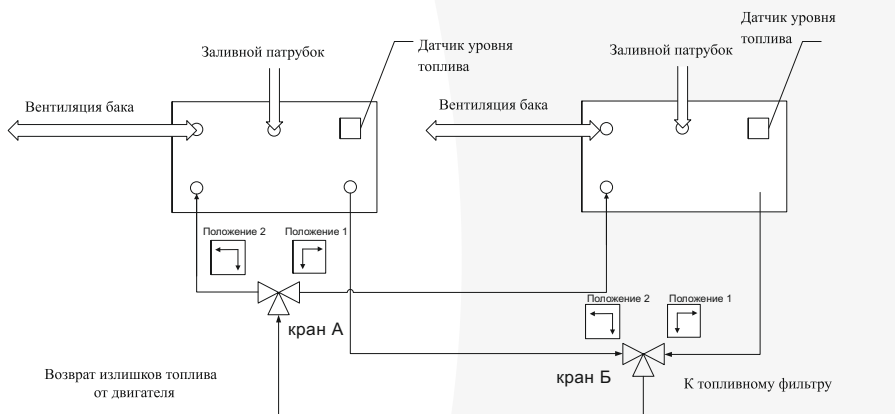 Заливной патрубок
Датчик уровня
топлива
Вентиляция бака
Заливной патрубок
Датчик уровня
топлива
Вентиляция бака
Положение 2
Положение 1
кран А
Положение 2
Положение 1
кран Б
Возврат излишков топлива
от двигателя
К топливному фильтру